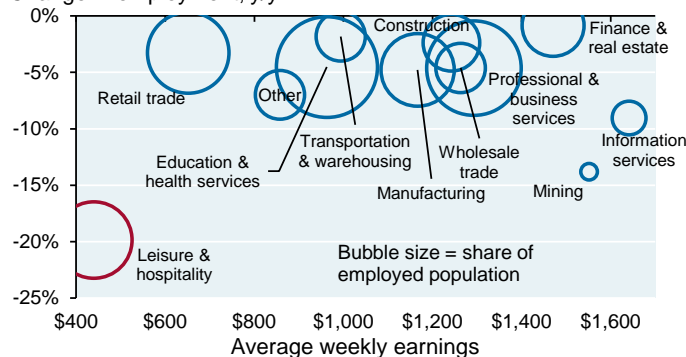 0%
-5%
-10%
-15%
-20%
-25%
Construction
Finance &
real estate
Retail trade
Other
Professional &
business
services
Transportation
& warehousing
Wholesale
trade
Information
services
Education &
health services
Manufacturing
Mining
Leisure &
hospitality
Bubble size = share of
employed population
$400
$600
$800
$1,000
$1,200
$1,400
$1,600
Average weekly earnings